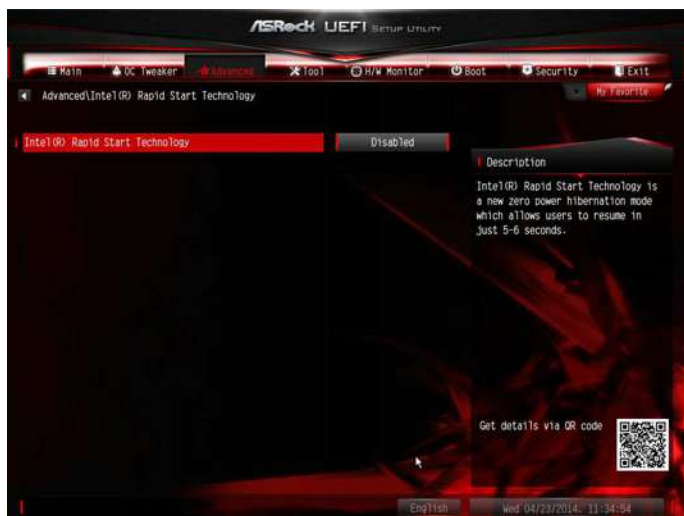 ASRock UEFI SETUP UTILITY
Main OC Tweaker Advanced Tool H/W Monitor Boot Security Exit
Advanced\Intel(R) Rapid Start Technology
My Favorite
Intel(R) Rapid Start Technology
Disabled
Description
Intel(R) Rapid Start Technology is
a new zero power hibernation mode
which allows users to resume in
just 5-6 seconds.
Get details via QR code
English
Wed 04/23/2014. 11:34:54